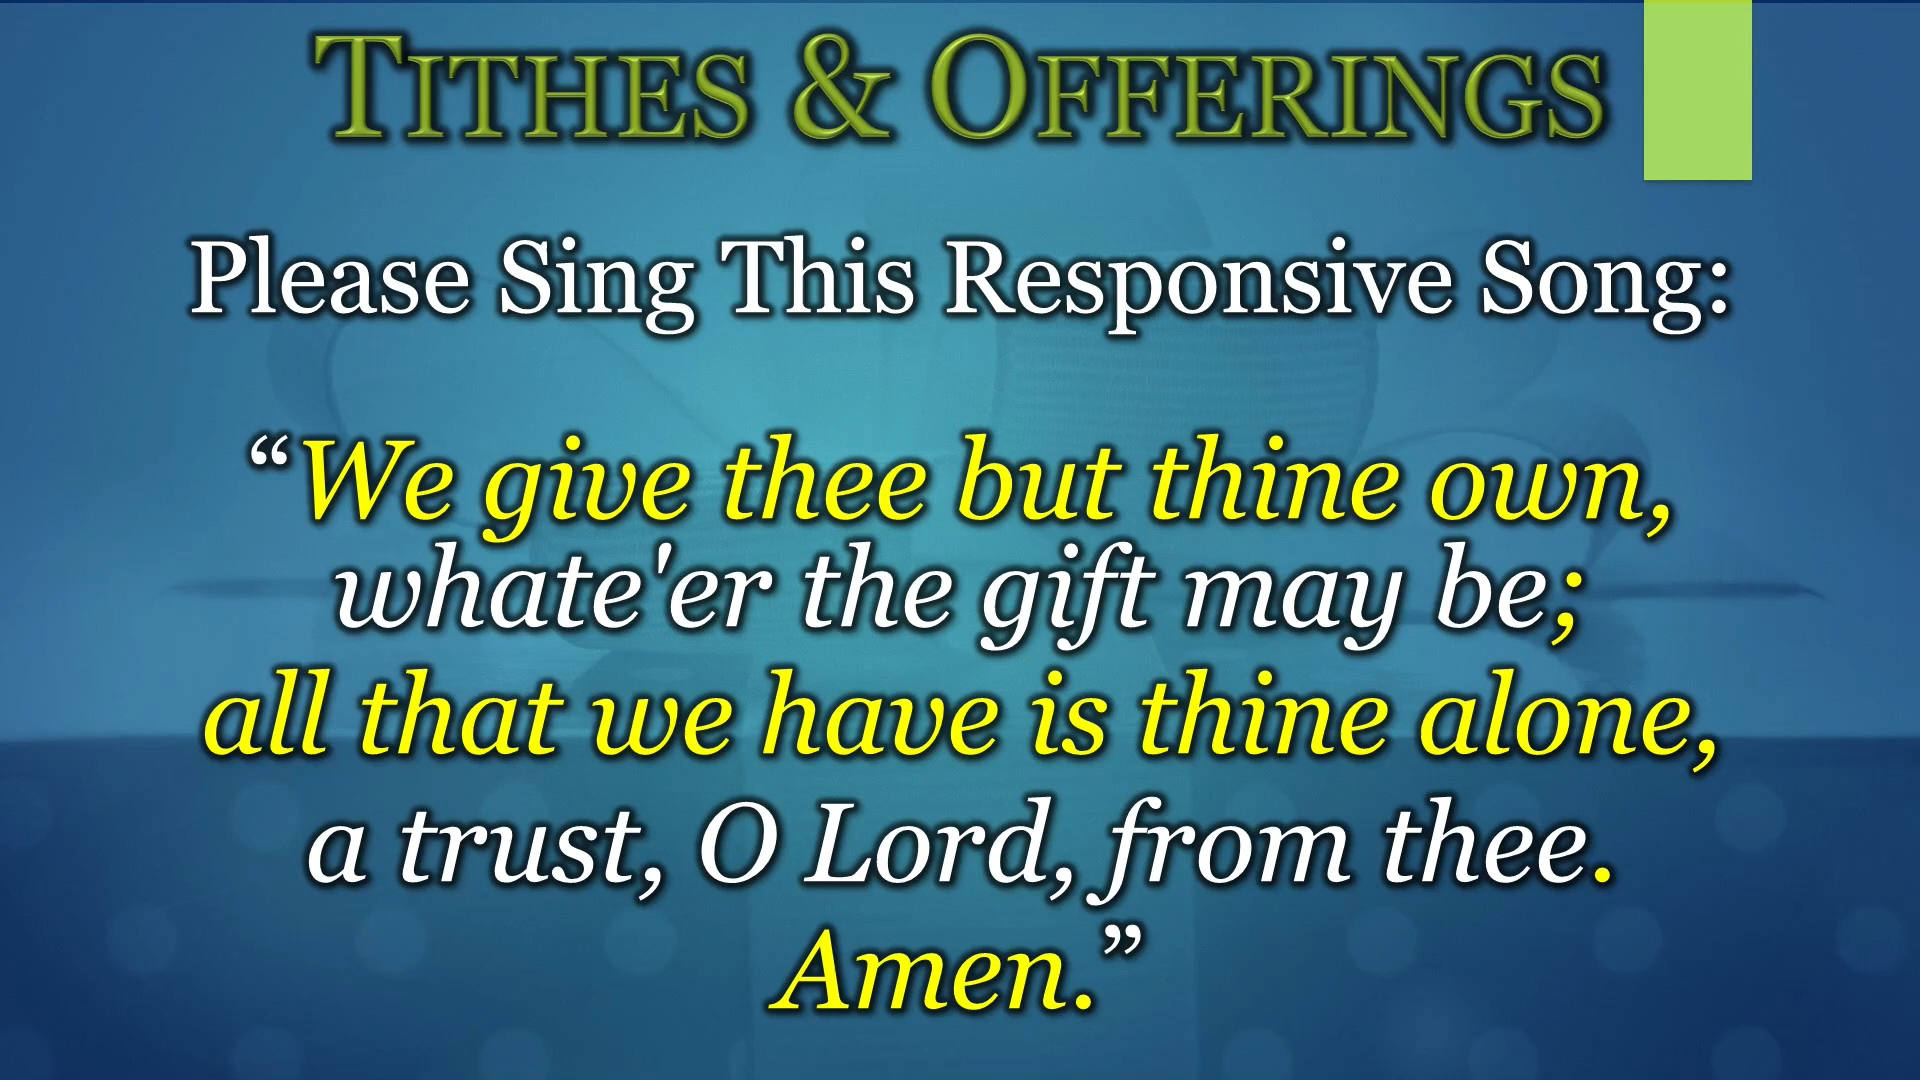 TITHES & OFFERINGS
Please Sing This Responsive Song:
“We give thee but thine own,
whate'er the gift may be;
all that we have is thine alone,
a trust, O Lord, from thee.
Amen.”